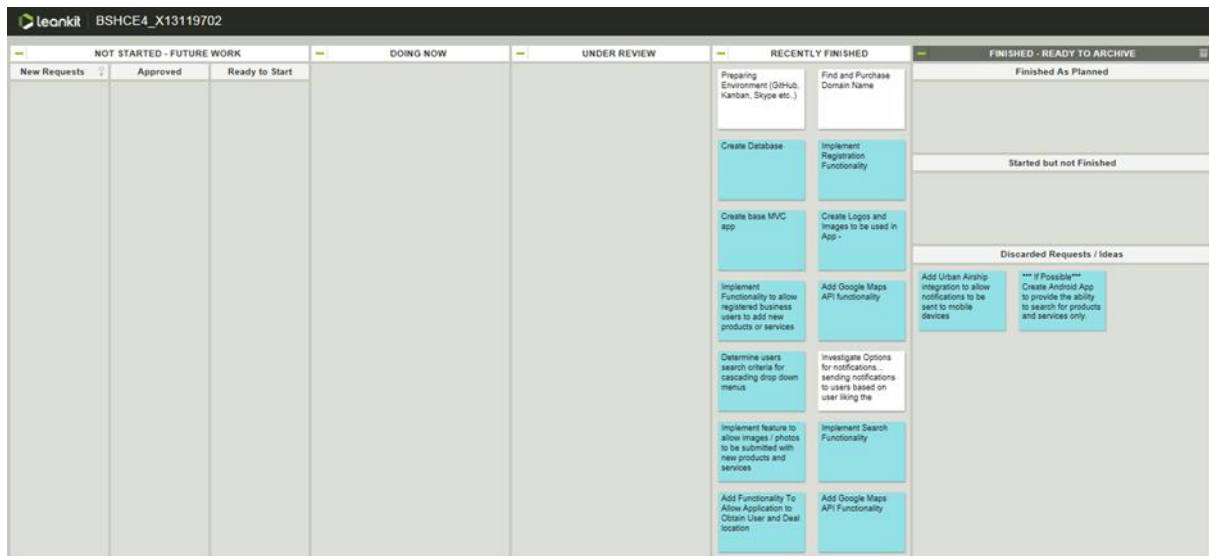 leankit BSHCE4_X13119702
NOT STARTED - FUTURE WORK
DOING NOW
UNDER REVIEW
RECENTLY FINISHED
FINISHED - READY TO ARCHIVE
New Requests
Approved
Ready to Start
Finished As Planned
Preparing
Environment (GitHub,
Kanban, Skype etc..)
Find and Purchase
Domain Name
Create Database
Implement
Registration
Functionality
Started but not Finished
Create base MVC
app
Create Logos and
Images to be used in
App -
Discarded Requests / Ideas
Add Urban Airship
integration to allow
notifications to be
sent to mobile
devices
*** If Possible***
Create Android App
to provide the ability
to search for products
and services only.
Implement
Functionality to allow
registered business
users to add new
products or services
Add Google Maps
API functionality
Determine users
search criteria for
cascading drop down
menus
Investigate Options
for notifications...
sending notifications
to users based on
user liking the
Implement feature to
allow images / photos
to be submitted with
new products and
services
Implement Search
Functionality
Add Functionality To
Allow Application to
Obtain User and Deal
location
Add Google Maps
API Functionality